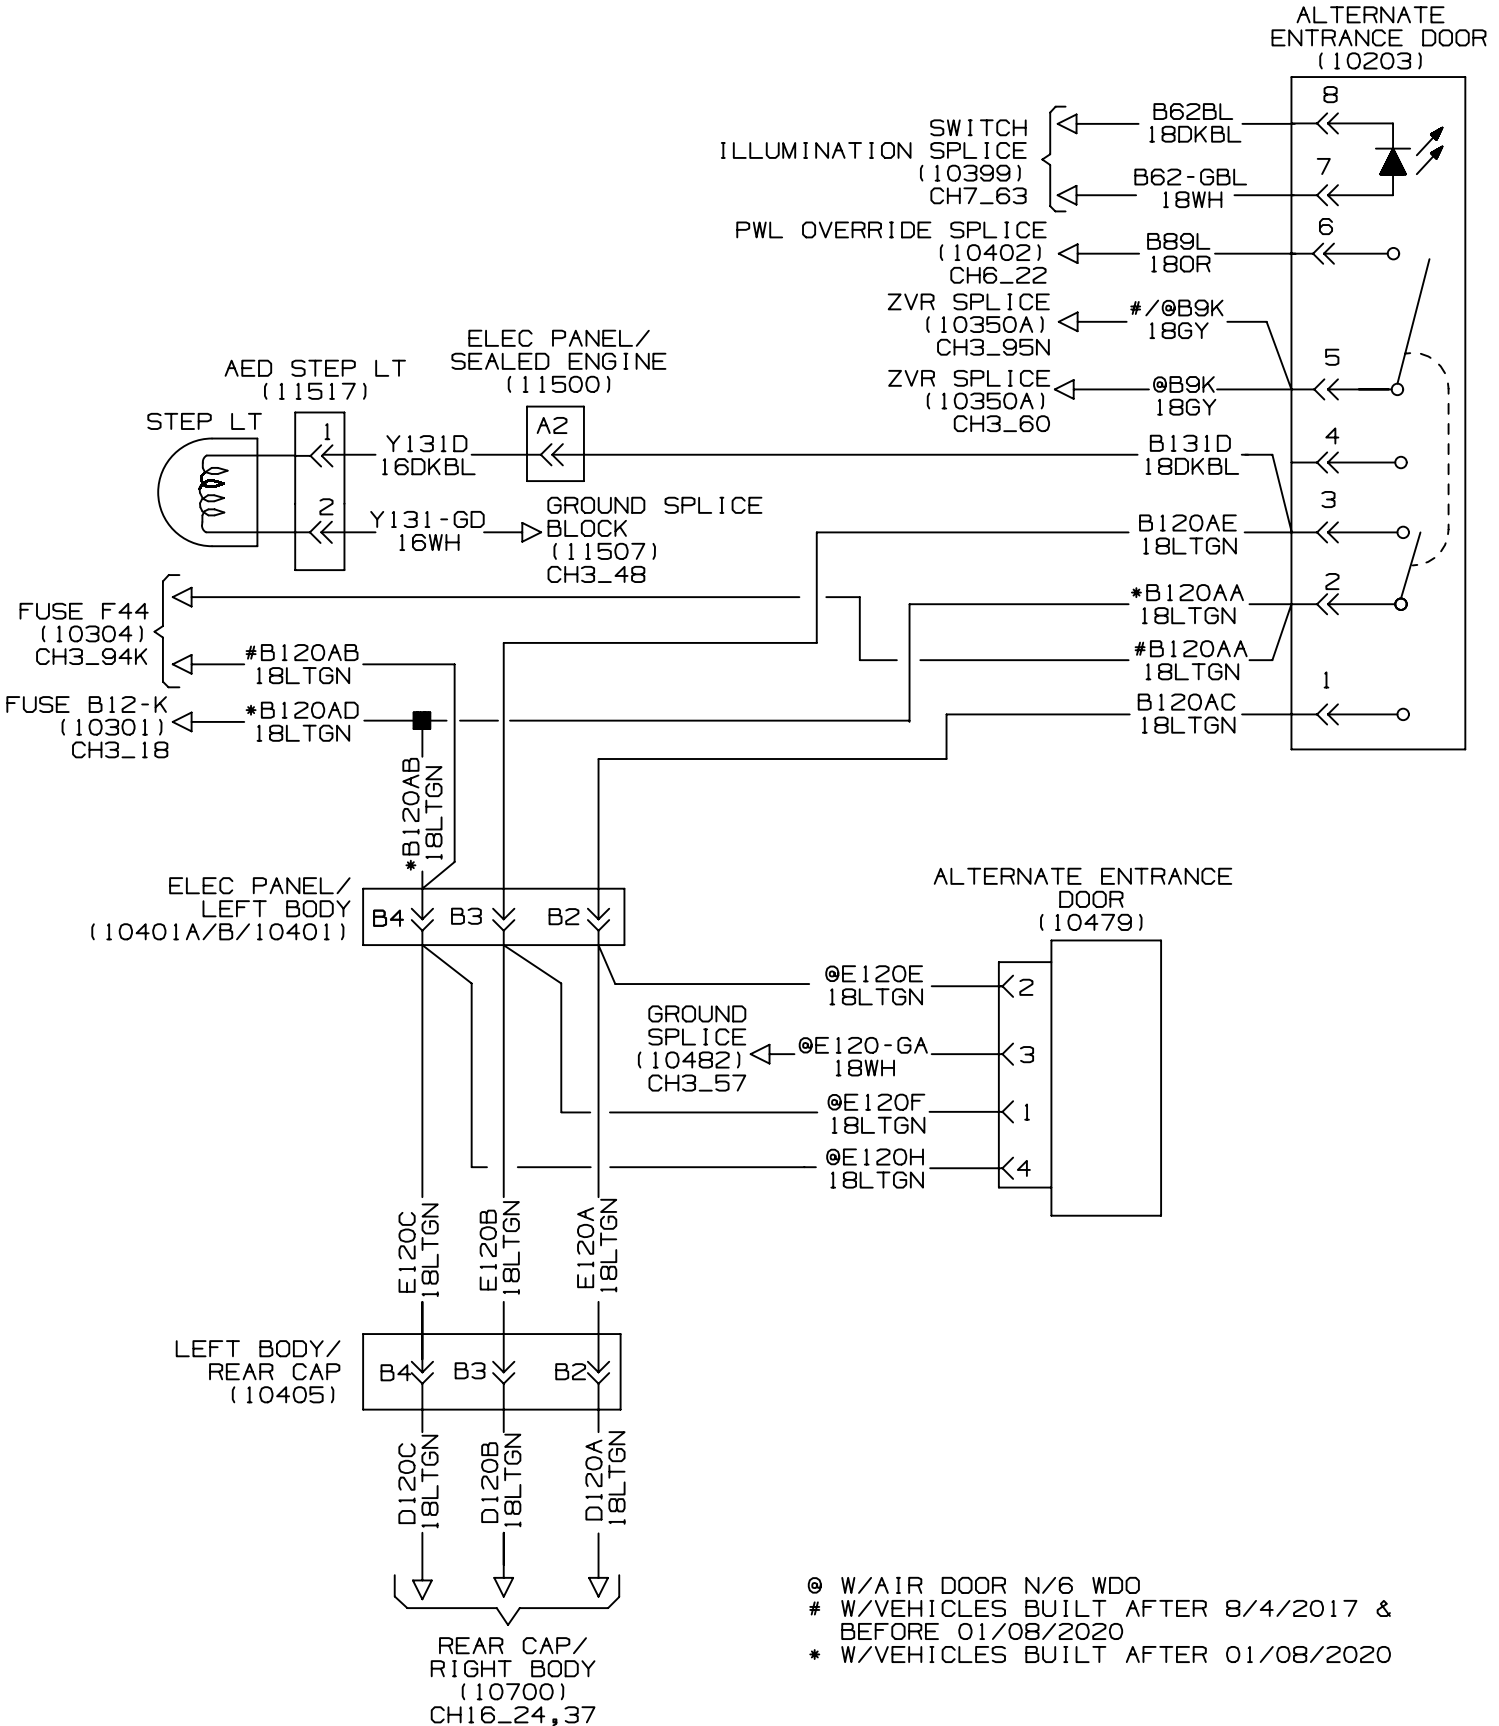 ALTERNATE
ENTRANCE DOOR
(10203)
8
B62BL
18DKBL
SWITCH
ILLUMINATION SPLICE
(10399)
CH7_63
7
B62-GBL
18WH
6
PWL OVERRIDE SPLICE
(10402)
CH6_22
B89L
18OR
ZVR SPLICE
(10350A)
CH3_95N
#/@B9K
18GY
5
ZVR SPLICE
(10350A)
CH3_60
@B9K
18GY
ELEC PANEL/
SEALED ENGINE
(11500)
A2
AED STEP LT
(11517)
STEP LT
1
Y131D
16DKBL
B131D
18DKBL
4
2
Y131-GD
16WH
GROUND SPLICE
BLOCK
(11507)
CH3_48
3
B120AE
18LTGN
2
*B120AA
18LTGN
#B120AA
18LTGN
FUSE F44
(10304)
CH3_94K
#B120AB
18LTGN
FUSE B12-K
(10301)
CH3_18
*B120AD
18LTGN
1
B120AC
18LTGN
*B120AB
18LTGN
ELEC PANEL/
LEFT BODY
(10401A/B/10401)
B4
B3
B2
ALTERNATE ENTRANCE
DOOR
(10479)
@E120E
18LTGN
2
GROUND
SPLICE
(10482)
CH3_57
@E120-GA
18WH
3
@E120F
18LTGN
1
@E120H
18LTGN
4
E120C
18LTGN
E120B
18LTGN
E120A
18LTGN
LEFT BODY/
REAR CAP
(10405)
B4
B3
B2
D120C
18LTGN
D120B
18LTGN
D120A
18LTGN
REAR CAP/
RIGHT BODY
(10700)
CH16_24,37
@ W/AIR DOOR N/6 WDO
# W/VEHICLES BUILT AFTER 8/4/2017 &
BEFORE 01/08/2020
* W/VEHICLES BUILT AFTER 01/08/2020